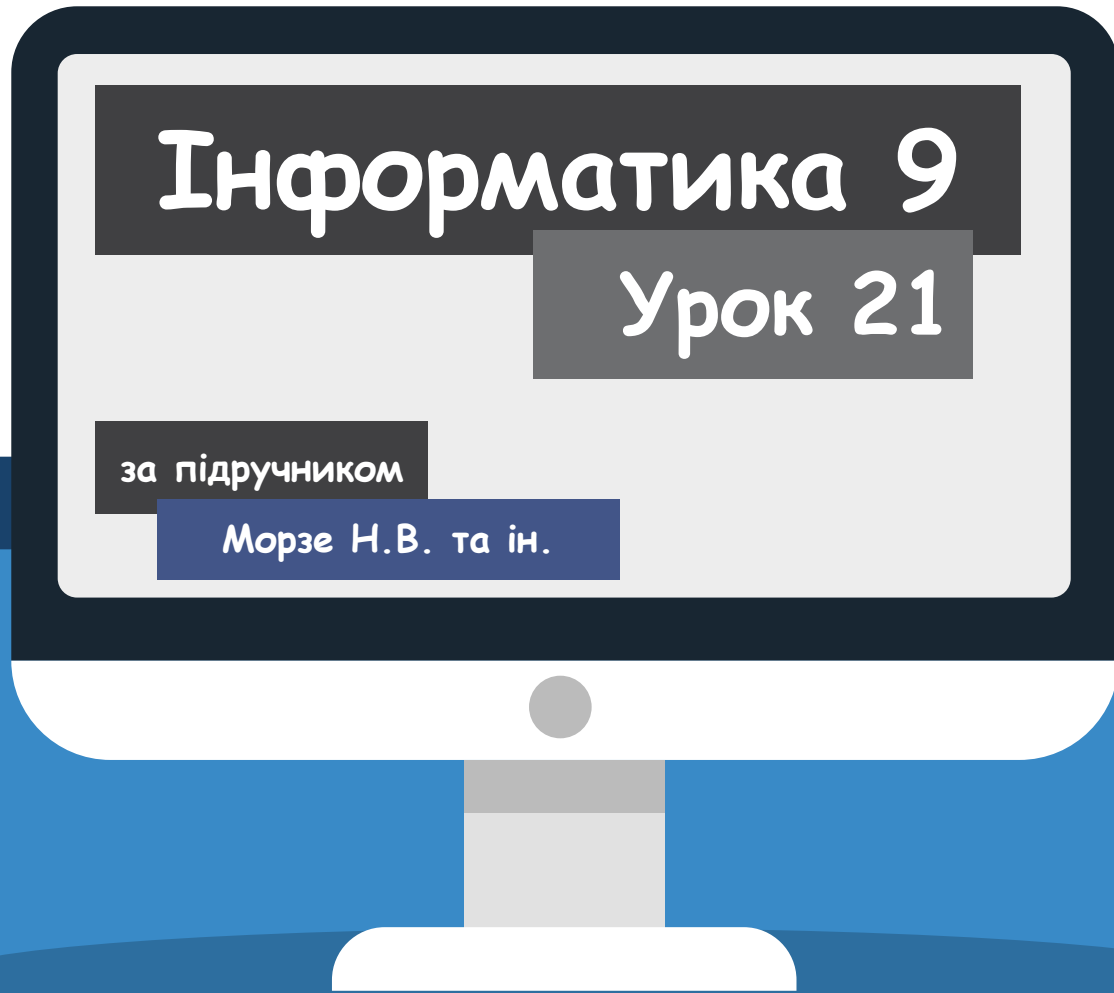 Інформатика 9
Урок 21
за підручником
Морзе Н.В. та ін.